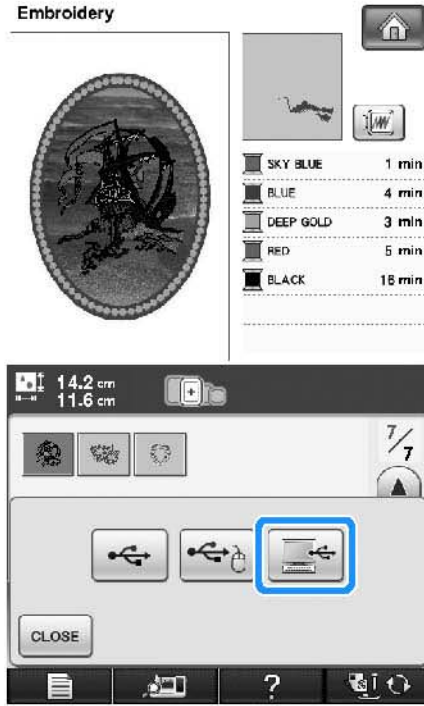 Embroidery
SKY BLUE 1 min
BLUE 4 min
DEEP GOLD 3 min
RED 5 min
BLACK 16 min
14.2 cm
11.6 cm
7/7
CLOSE
?